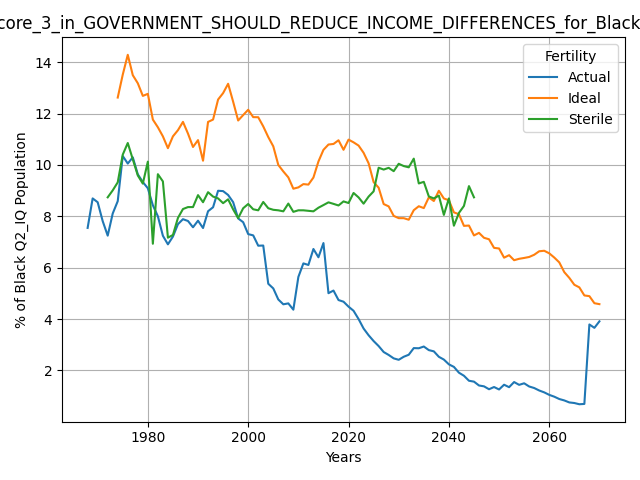 core_3_in_GOVERNMENT_SHOULD_REDUCE_INCOME_DIFFERENCES_for_Black
Fertility
Actual
Ideal
Sterile
% of Black Q2_IQ Population
14
12
10
8
6
4
2
1980
2000
2020
2040
2060
Years